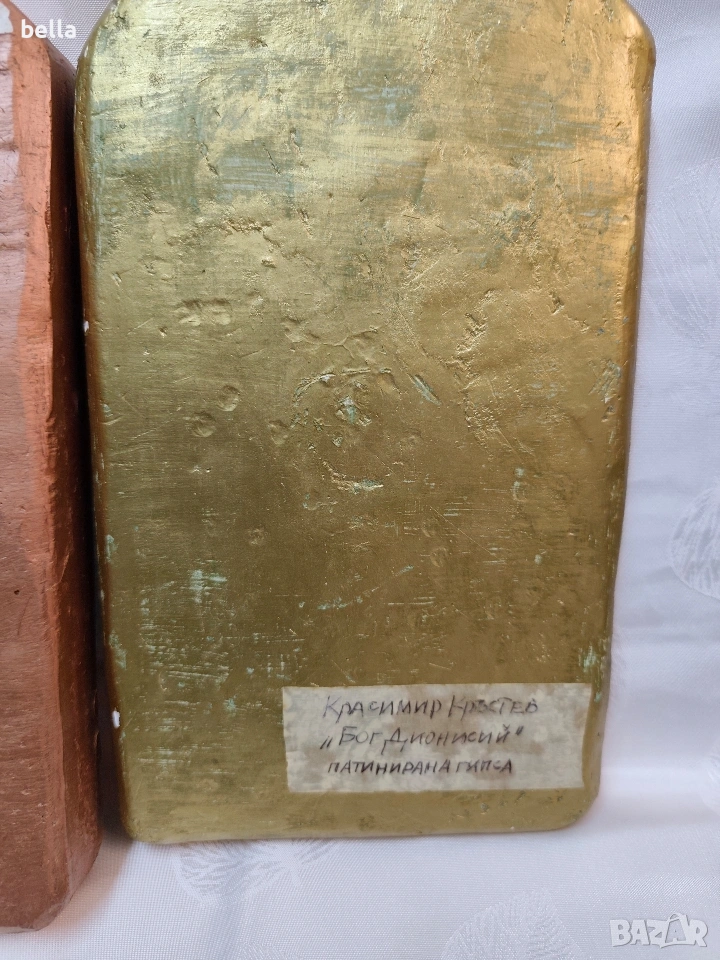 bella
КРАСИМИР КРЪСТЕВ
„БОГ ДИОНИСИЙ"
ПАТИНИРАНА ГИПСА
BAZAR